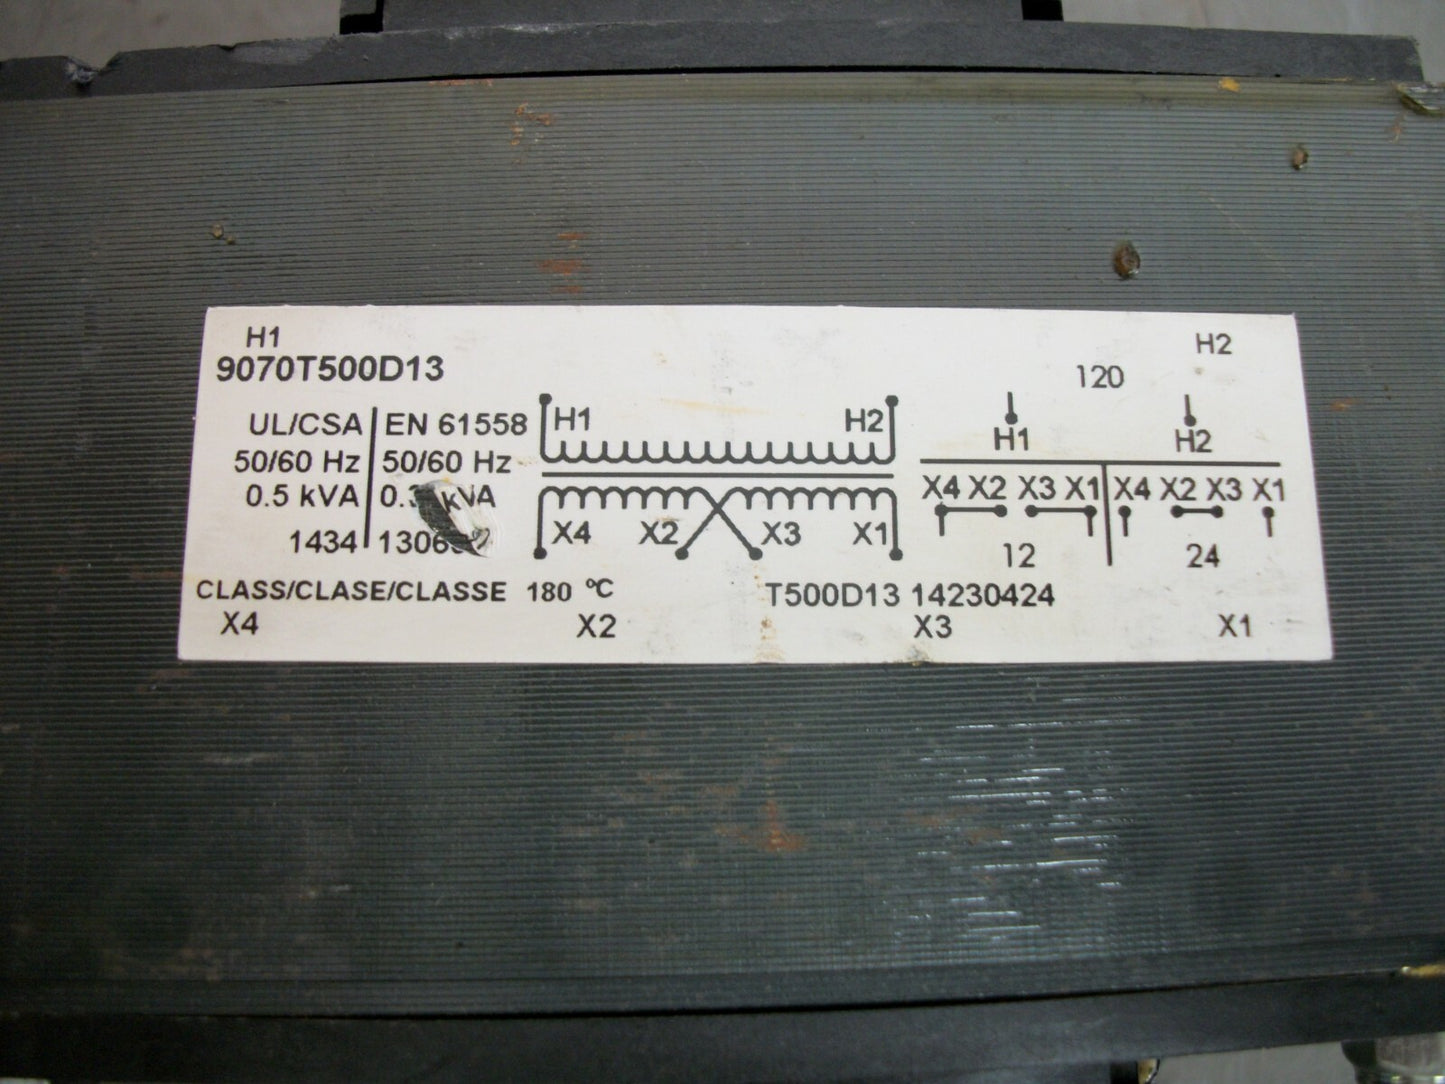 H1 H2
9070T500D13 120
UL/CSA EN 61558 H1 H2 H1 H2
50/60 Hz 50/60 Hz
0.5 kVA kVA X4 X2 X3 X1 X4 X2 X3 X1
1434 X4 X2 X3 X1 12 24
CLASS/CLASE/CLASSE 180 °C T500D13 14230424
X4 X2 X3 X1